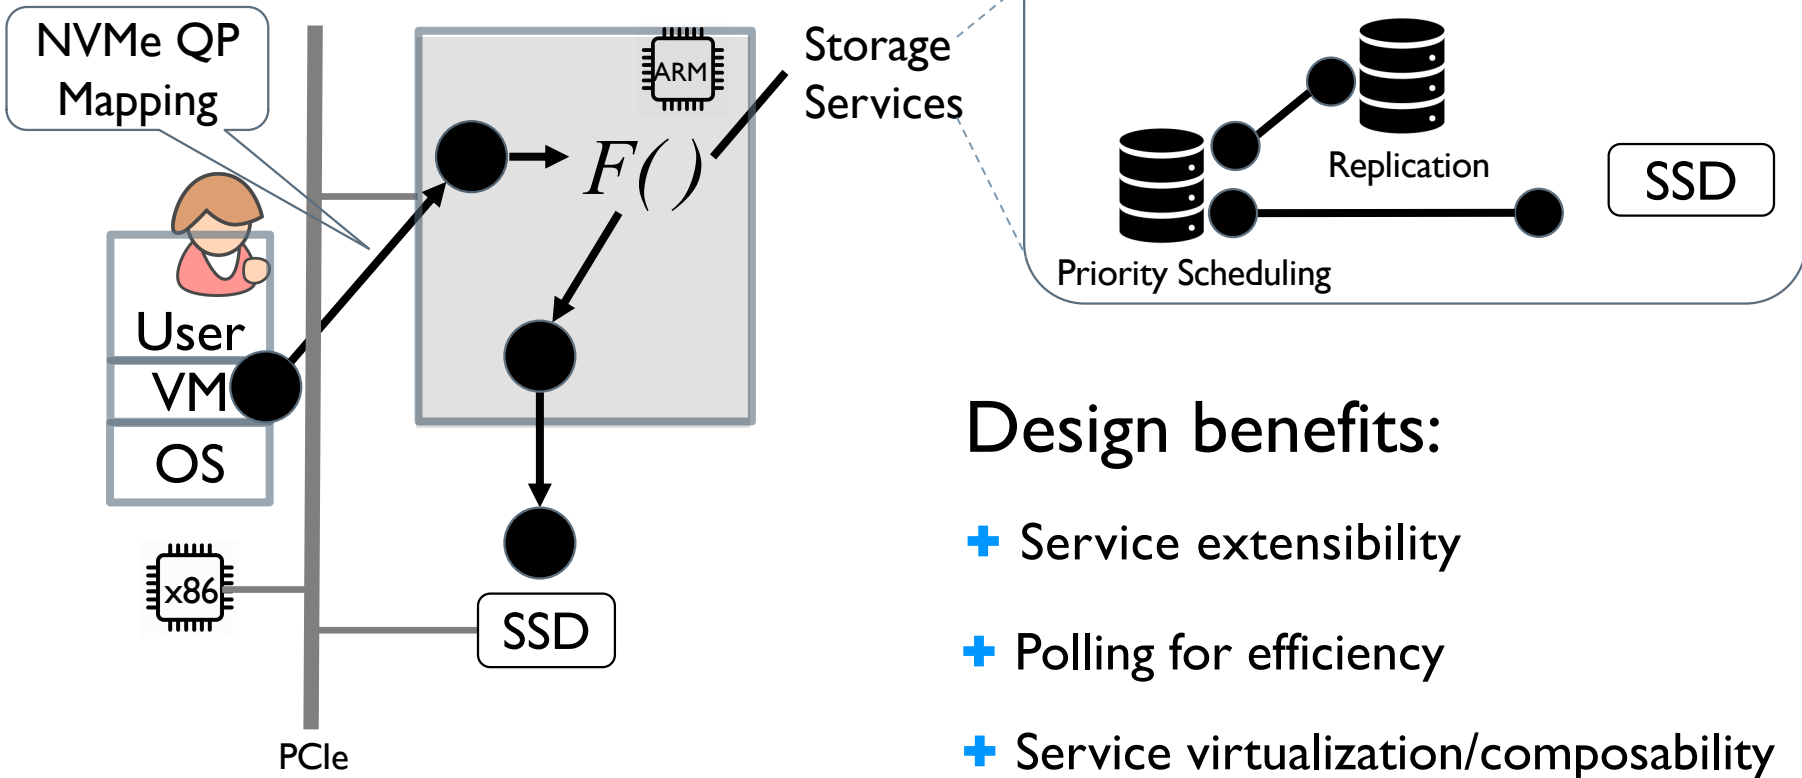 NVMe QP
Mapping
ARM
Storage
Services
F( )
Replication
SSD
Priority Scheduling
User
VM
OS
x86
SSD
PCIe
Design benefits:
+ Service extensibility
+ Polling for efficiency
+ Service virtualization/composability